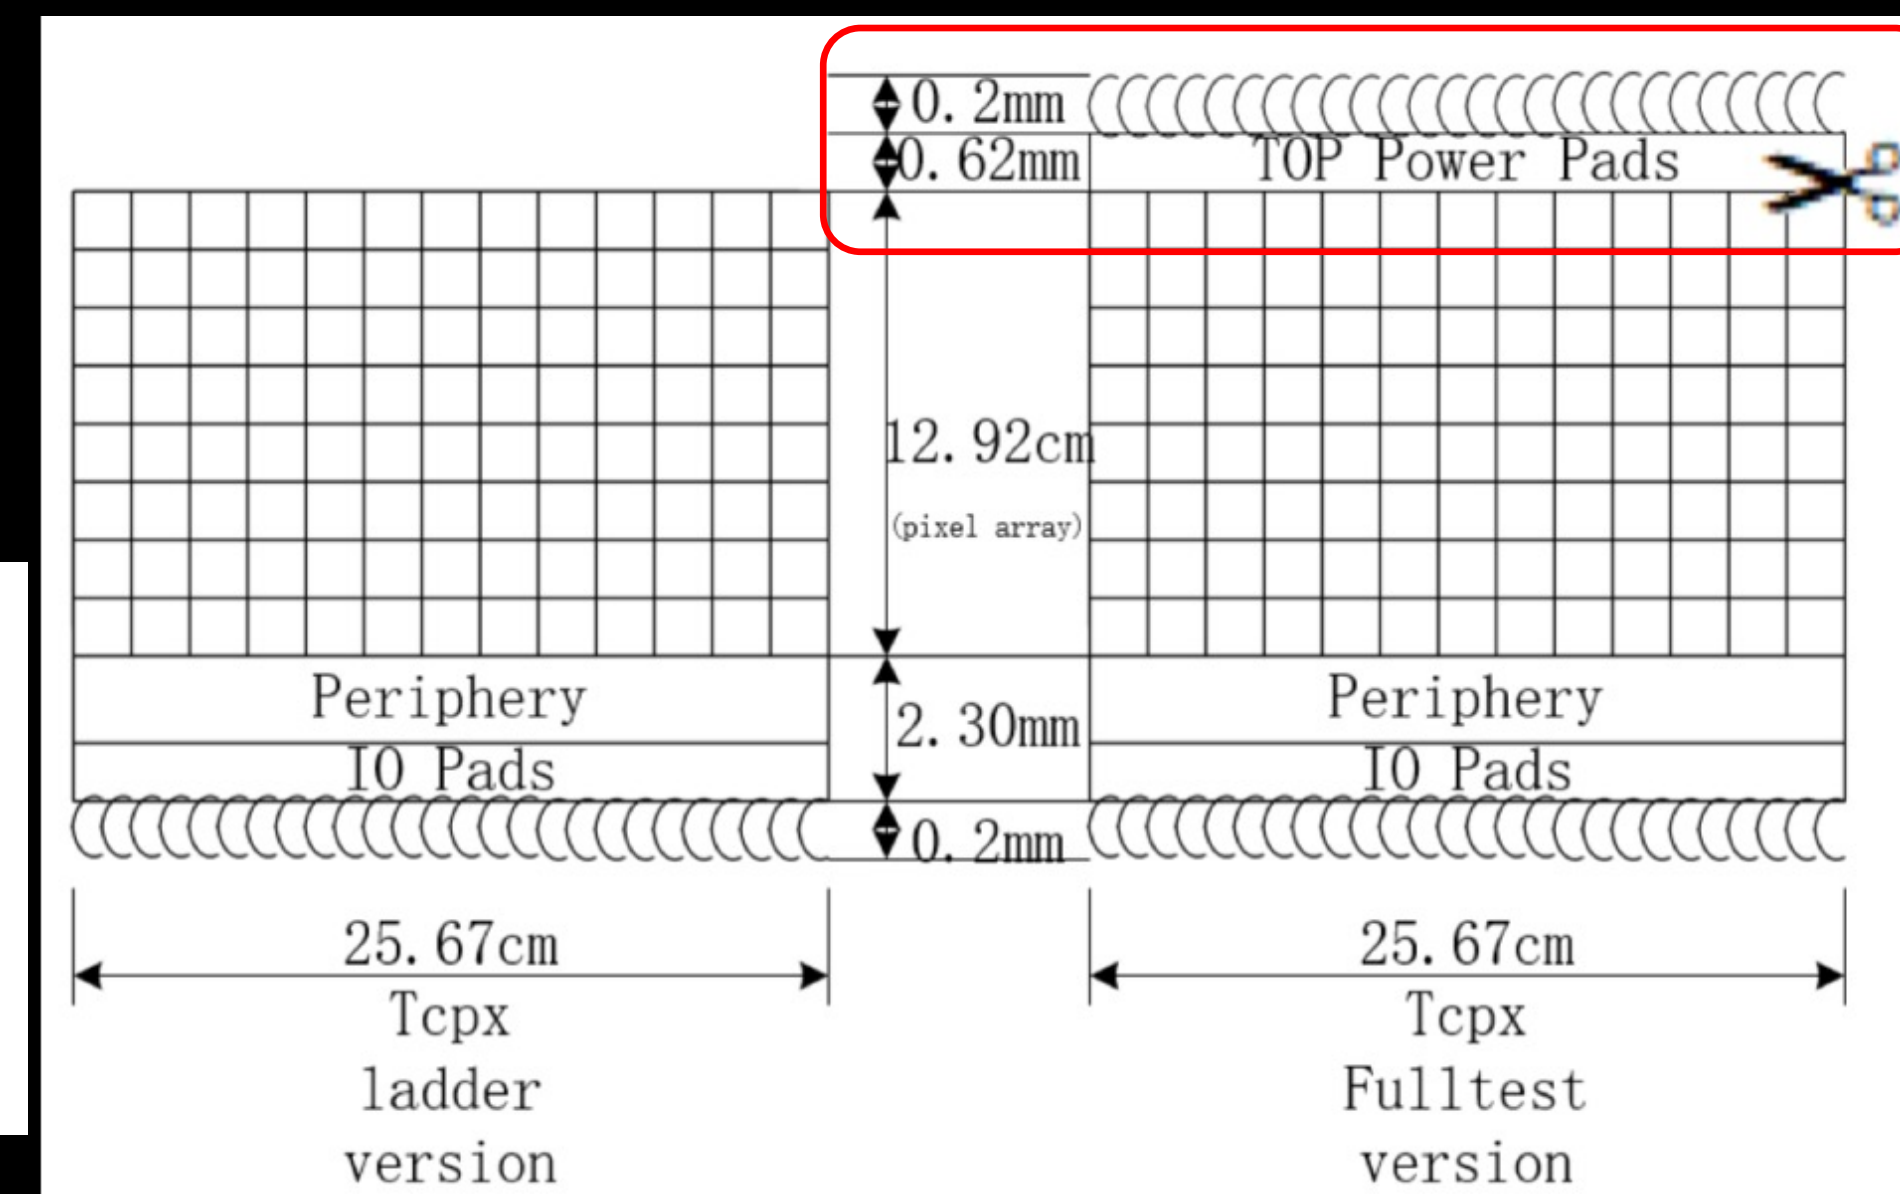 0. 2mm
0. 62mm
TOP Power Pads
12. 92cm
(pixel array)
Periphery
2. 30mm
Periphery
IO Pads
IO Pads
0. 2mm
25. 67cm
25. 67cm
Tcpx
ladder
version
Tcpx
Fulltest
version